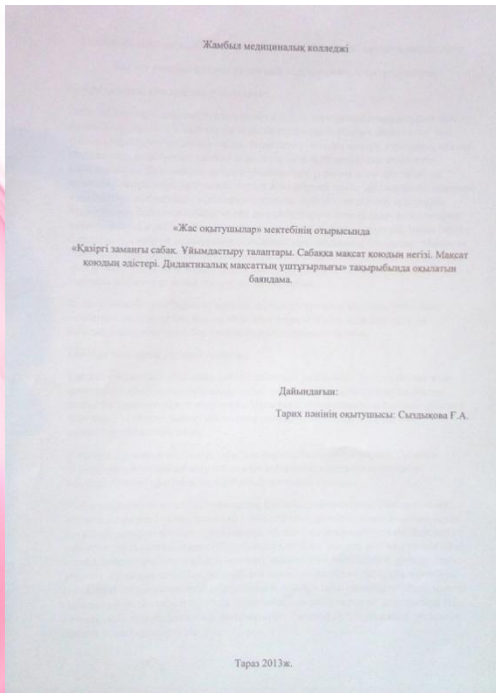 Жамбыл медициналық колледжі
«Жас оқытушылар» мектебінің отырысында
«Қазіргі заманғы сабақ. Ұйымдастыру талаптары. Сабаққа мақсат қоюдың негізі. Мақсат
қоюдың әдістері. Дидактикалық мақсаттың үштұғырлығы» тақырыбында оқылатын
баяндама.
Дайындаған:
Тарих пәнінің оқытушысы: Сыздыкова Ғ.А.
Тараз 2013ж.